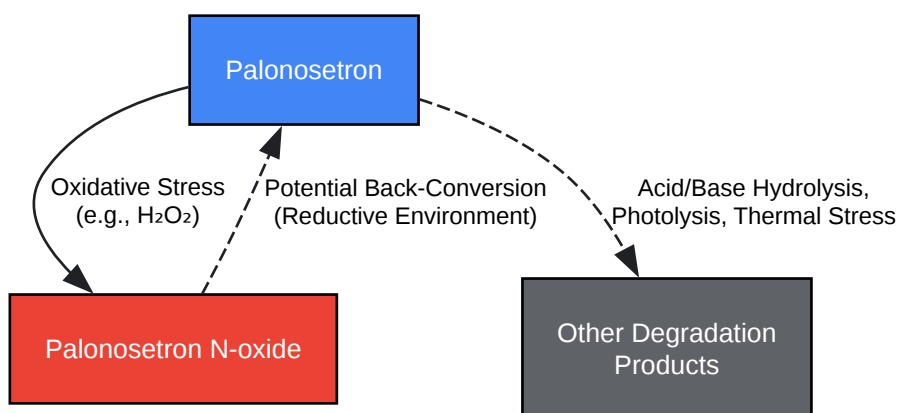 Palonosetron
Oxidative Stress
(e.g., H₂O₂)
Potential Back-Conversion
(Reductive Environment)
Acid/Base Hydrolysis,
Photolysis, Thermal Stress
Palonosetron N-oxide
Other Degradation
Products